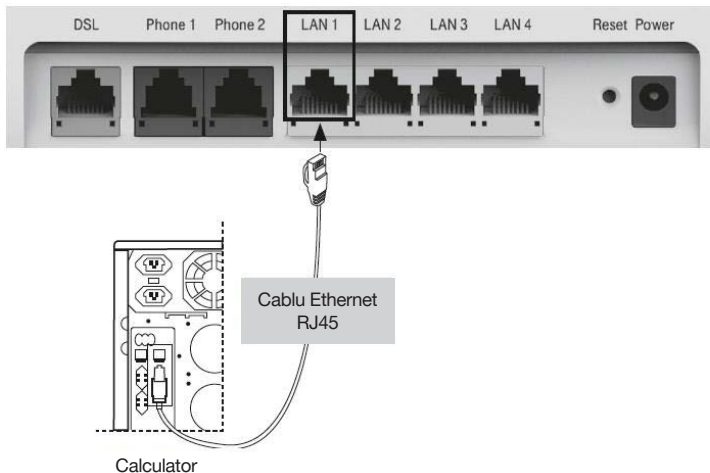 DSL Phone 1 Phone 2 LAN 1 LAN 2 LAN 3 LAN 4 Reset Power
Cablu Ethernet
RJ45
Calculator